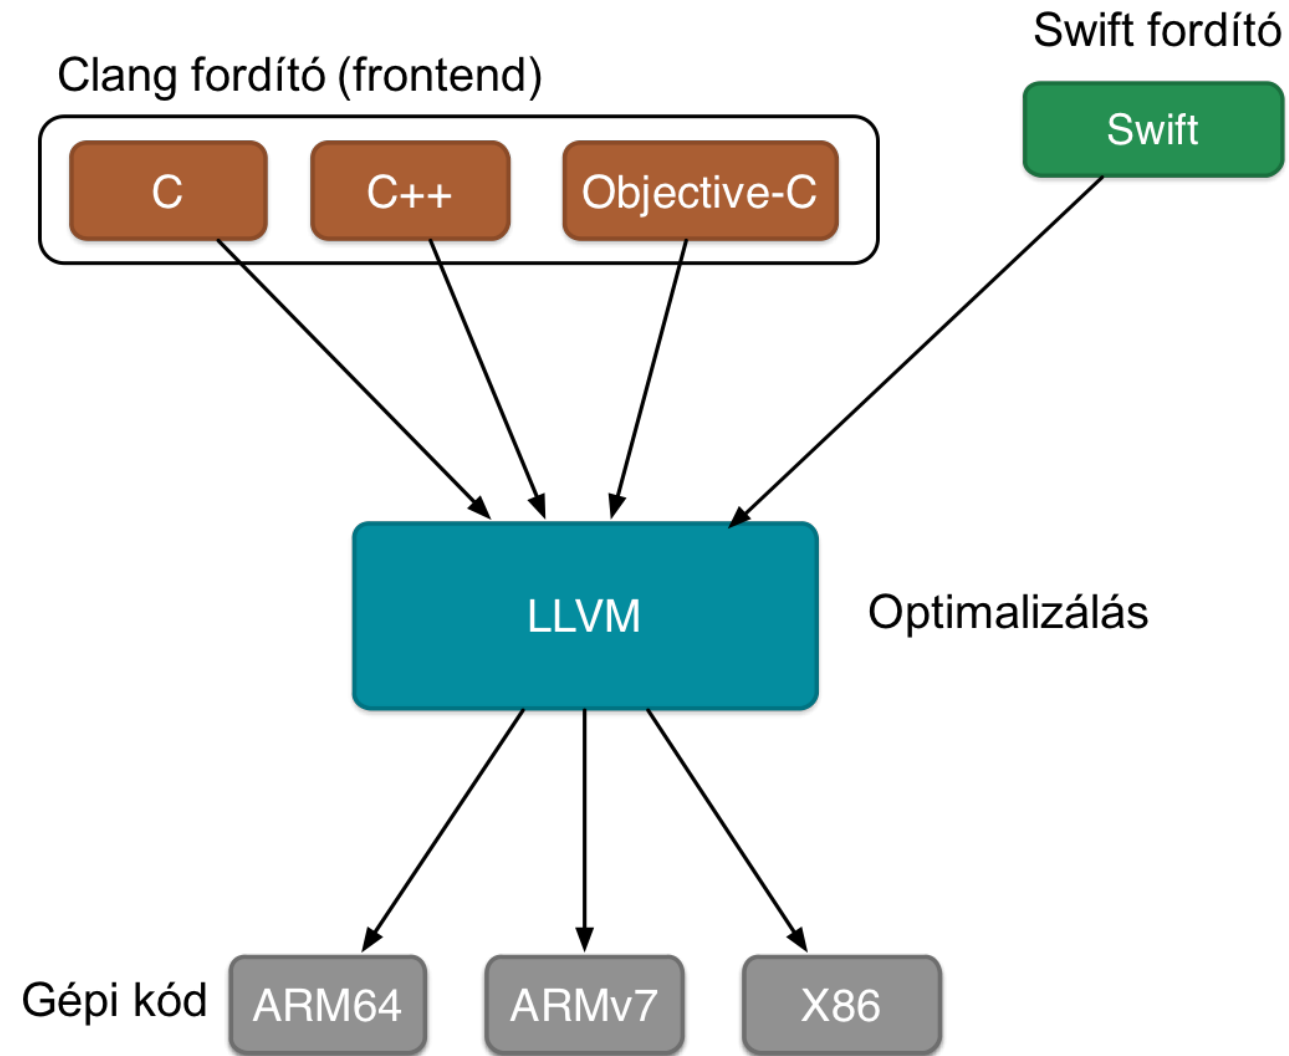 Swift fordító
Clang fordító (frontend)
Swift
C
C++
Objective-C
LLVM
Optimalizálás
Gépi kód
ARM64
ARMv7
X86